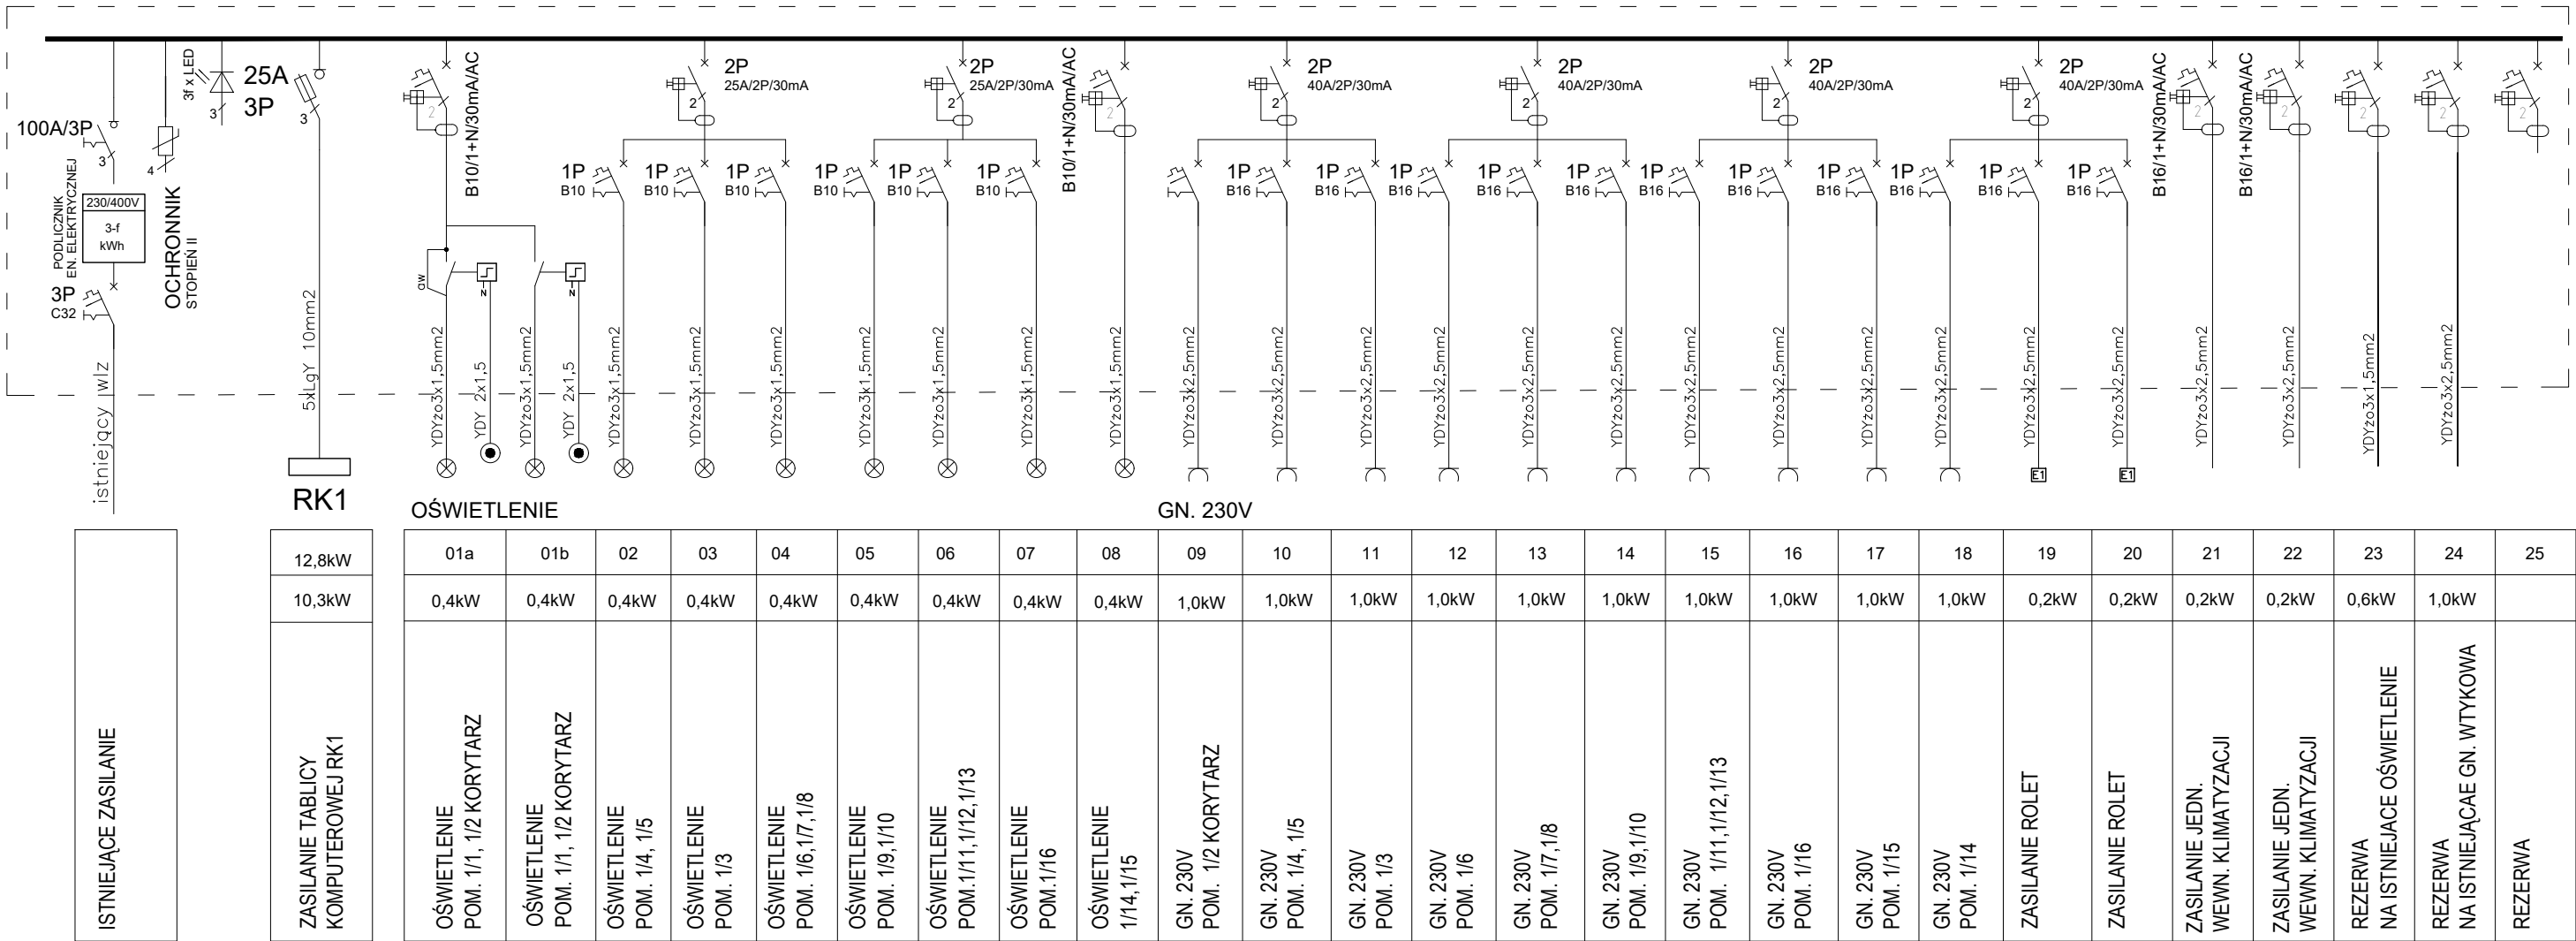 100A/3P
3
PODLICZNIK
EN. ELEKTRYCZNEJ
230/400V
3-f
kWh
3P
C32
istniejący wlz
4
OCHRONNIK
STOPIEŃ II
3f x LED
3
25A
3P
3
5xLgY 10mm2
RK1
2
B10/1+N/30mA/AC
aw
N
N
YDYżo3x1,5mm2
YDY 2x1,5
YDYżo3x1,5mm2
YDY 2x1,5
2P
25A/2P/30mA
2
1P
B10
1P
B10
1P
B10
YDYżo3x1,5mm2
YDYżo3x1,5mm2
YDYżo3x1,5mm2
2P
25A/2P/30mA
2
1P
B10
1P
B10
1P
B10
YDYżo3x1,5mm2
YDYżo3x1,5mm2
YDYżo3x1,5mm2
B10/1+N/30mA/AC
2
YDYżo3x1,5mm2
2P
40A/2P/30mA
2
1P
B16
1P
B16
YDYżo3x2,5mm2
YDYżo3x2,5mm2
YDYżo3x2,5mm2
2P
40A/2P/30mA
2
1P
B16
1P
B16
1P
B16
YDYżo3x2,5mm2
YDYżo3x2,5mm2
YDYżo3x2,5mm2
2P
40A/2P/30mA
2
1P
B16
1P
B16
1P
B16
YDYżo3x2,5mm2
YDYżo3x2,5mm2
YDYżo3x2,5mm2
2P
40A/2P/30mA
2
1P
B16
1P
B16
1P
B16
YDYżo3x2,5mm2
YDYżo3x2,5mm2
YDYżo3x2,5mm2
E1
E1
B16/1+N/30mA/AC
2
YDYżo3x2,5mm2
B16/1+N/30mA/AC
2
YDYżo3x2,5mm2
2
YDYżo3x1,5mm2
2
YDYżo3x2,5mm2
2
OŚWIETLENIE
GN. 230V
12,8kW 01a 01b 02 03 04 05 06 07 08 09 10 11 12 13 14 15 16 17 18 19 20 21 22 23 24 25
10,3kW 0,4kW 0,4kW 0,4kW 0,4kW 0,4kW 0,4kW 0,4kW 0,4kW 0,4kW 1,0kW 1,0kW 1,0kW 1,0kW 1,0kW 1,0kW 1,0kW 1,0kW 1,0kW 1,0kW 0,2kW 0,2kW 0,2kW 0,2kW 0,6kW 1,0kW
ISTNIEJĄCE ZASILANIE
ZASILANIE TABLICY
KOMPUTEROWEJ RK1
OŚWIETLENIE
POM. 1/1, 1/2 KORYTARZ
OŚWIETLENIE
POM. 1/1, 1/2 KORYTARZ
OŚWIETLENIE
POM. 1/4, 1/5
OŚWIETLENIE
POM. 1/3
OŚWIETLENIE
POM. 1/6,1/7,1/8
OŚWIETLENIE
POM. 1/9,1/10
OŚWIETLENIE
POM.1/11,1/12,1/13
OŚWIETLENIE
POM.1/16
OŚWIETLENIE
1/14,1/15
GN. 230V
POM. 1/2 KORYTARZ
GN. 230V
POM. 1/4, 1/5
GN. 230V
POM. 1/3
GN. 230V
POM. 1/6
GN. 230V
POM. 1/7,1/8
GN. 230V
POM. 1/9,1/10
GN. 230V
POM. 1/11,1/12,1/13
GN. 230V
POM. 1/16
GN. 230V
POM. 1/15
GN. 230V
POM. 1/14
ZASILANIE ROLET
ZASILANIE ROLET
ZASILANIE JEDN.
WEWN. KLIMATYZACJI
ZASILANIE JEDN.
WEWN. KLIMATYZACJI
REZERWA
NA ISTNIEJACE OŚWIETLENIE
REZERWA
NA ISTNIEJĄCAE GN. WTYKOWA
REZERWA